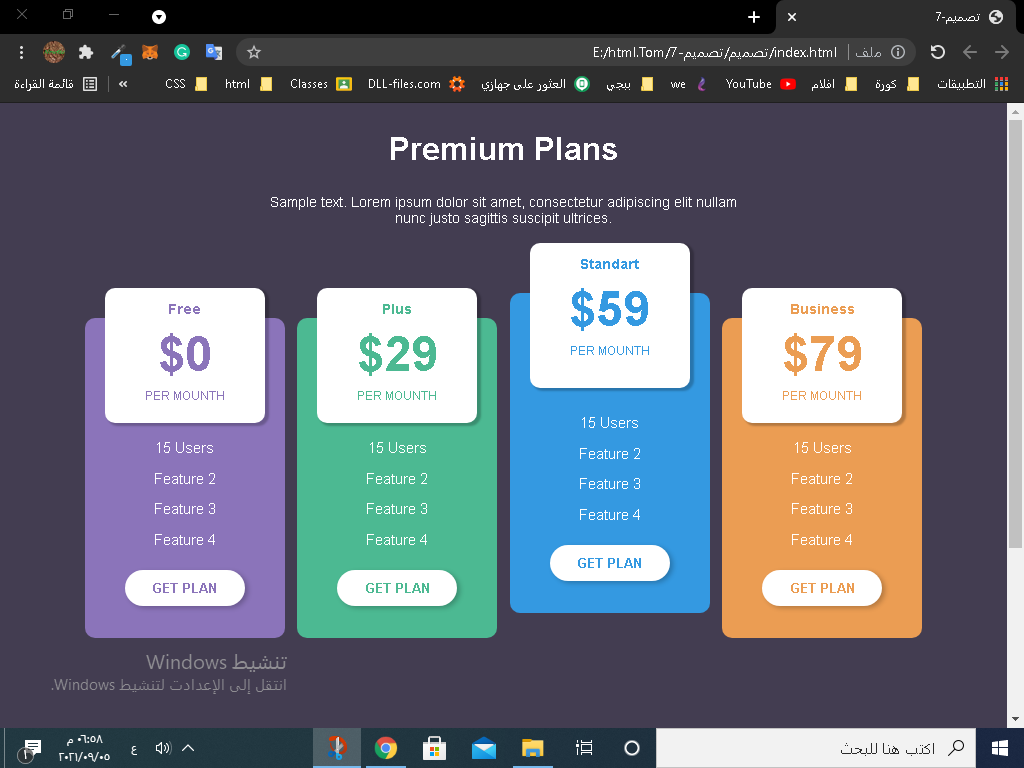 تصميم-7
E:/html.Tom/تصميم/تصميم-7/index.html
ملف
التطبيقات
كورة
افلام
YouTube
we
ببجي
العثور على جهازي
DLL-files.com
Classes
html
CSS
»
قائمة القراءة
Premium Plans
Sample text. Lorem ipsum dolor sit amet, consectetur adipiscing elit nullam
nunc justo sagittis suscipit ultrices.
Free
$0
PER MOUNTH
15 Users
Feature 2
Feature 3
Feature 4
GET PLAN
Plus
$29
PER MOUNTH
15 Users
Feature 2
Feature 3
Feature 4
GET PLAN
Standart
$59
PER MOUNTH
15 Users
Feature 2
Feature 3
Feature 4
GET PLAN
Business
$79
PER MOUNTH
15 Users
Feature 2
Feature 3
Feature 4
GET PLAN
تنشيط Windows
انتقل إلى الإعدادت لتنشيط Windows.
اكتب هنا للبحث
ع
٠٦:٥٨ م
٢٠٢١/٠٩/٠٥
١